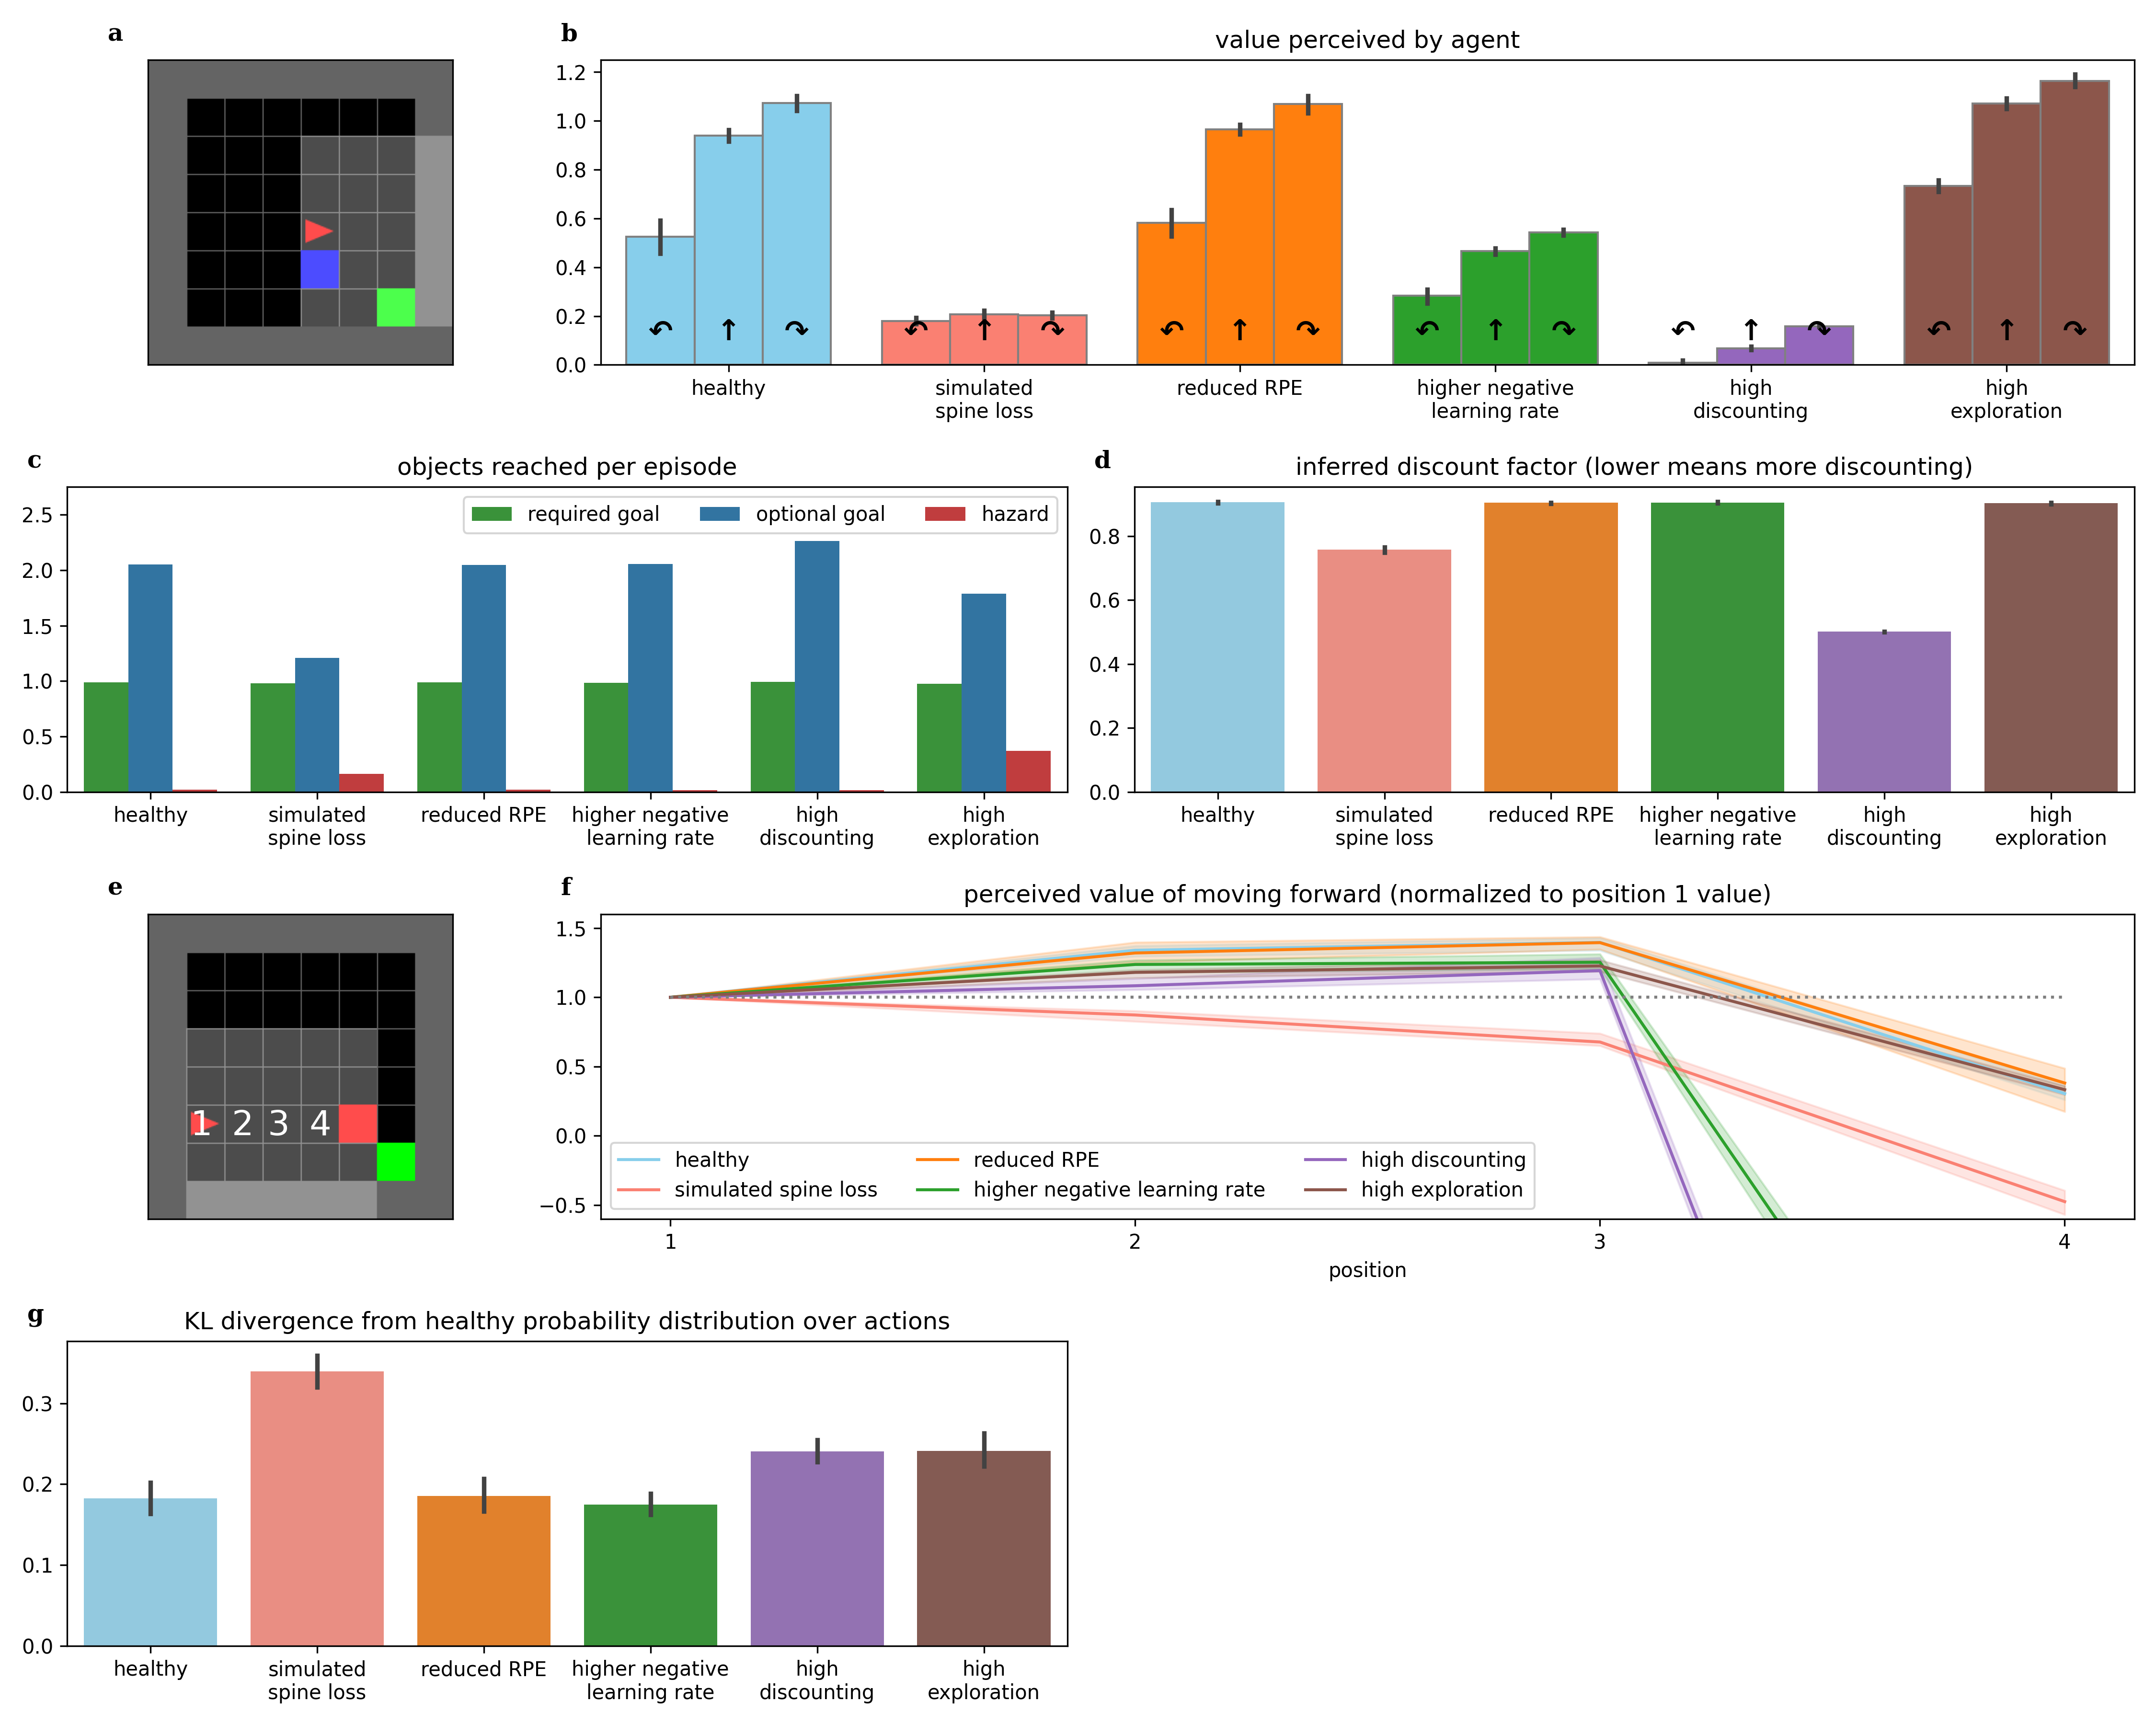 a
b
value perceived by agent
1.2
1.0
0.8
0.6
0.4
0.2
0.0
↶ ↑ ↷ ↶ ↑ ↷ ↶ ↑ ↷ ↶ ↑ ↷ ↶ ↑ ↷ ↶ ↑ ↷
healthy
simulated
spine loss
reduced RPE
higher negative
learning rate
high
discounting
high
exploration
c
objects reached per episode
required goal optional goal hazard
2.5
2.0
1.5
1.0
0.5
0.0
healthy
simulated
spine loss
reduced RPE
higher negative
learning rate
high
discounting
high
exploration
d
inferred discount factor (lower means more discounting)
0.8
0.6
0.4
0.2
0.0
healthy
simulated
spine loss
reduced RPE
higher negative
learning rate
high
discounting
high
exploration
e
1 2 3 4
f
perceived value of moving forward (normalized to position 1 value)
1.5
1.0
0.5
0.0
−0.5
healthy reduced RPE high discounting
simulated spine loss higher negative learning rate high exploration
1 2 3 4
position
g
KL divergence from healthy probability distribution over actions
0.3
0.2
0.1
0.0
healthy
simulated
spine loss
reduced RPE
higher negative
learning rate
high
discounting
high
exploration